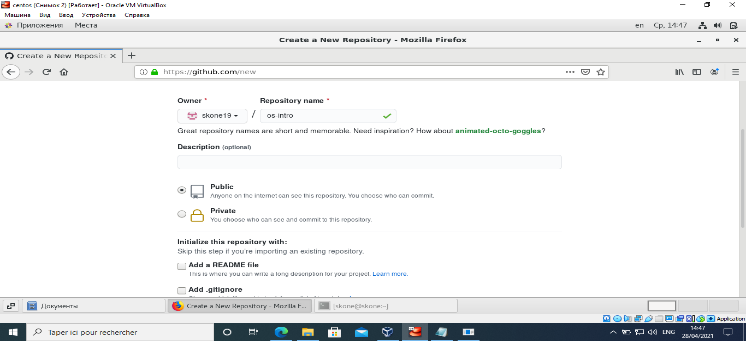 centos (Снимок 2) [Работает] - Oracle VM VirtualBox
Машина Вид Ввод Устройства Справка
Приложения Места en Ср, 14:47
Create a New Repository - Mozilla Firefox
Create a New Reposito
https://github.com/new
Owner * Repository name *
skone19 / os-intro
Great repository names are short and memorable. Need inspiration? How about animated-octo-goggles?
Description (optional)
Public
Anyone on the internet can see this repository. You choose who can commit.
Private
You choose who can see and commit to this repository.
Initialize this repository with:
Skip this step if you're importing an existing repository.
Add a README file
This is where you can write a long description for your project. Learn more.
Add .gitignore
Документы Create a New Repository - Mozilla F... [skone@skone:~]
Application
Taper ici pour rechercher ENG 14:47
28/04/2021